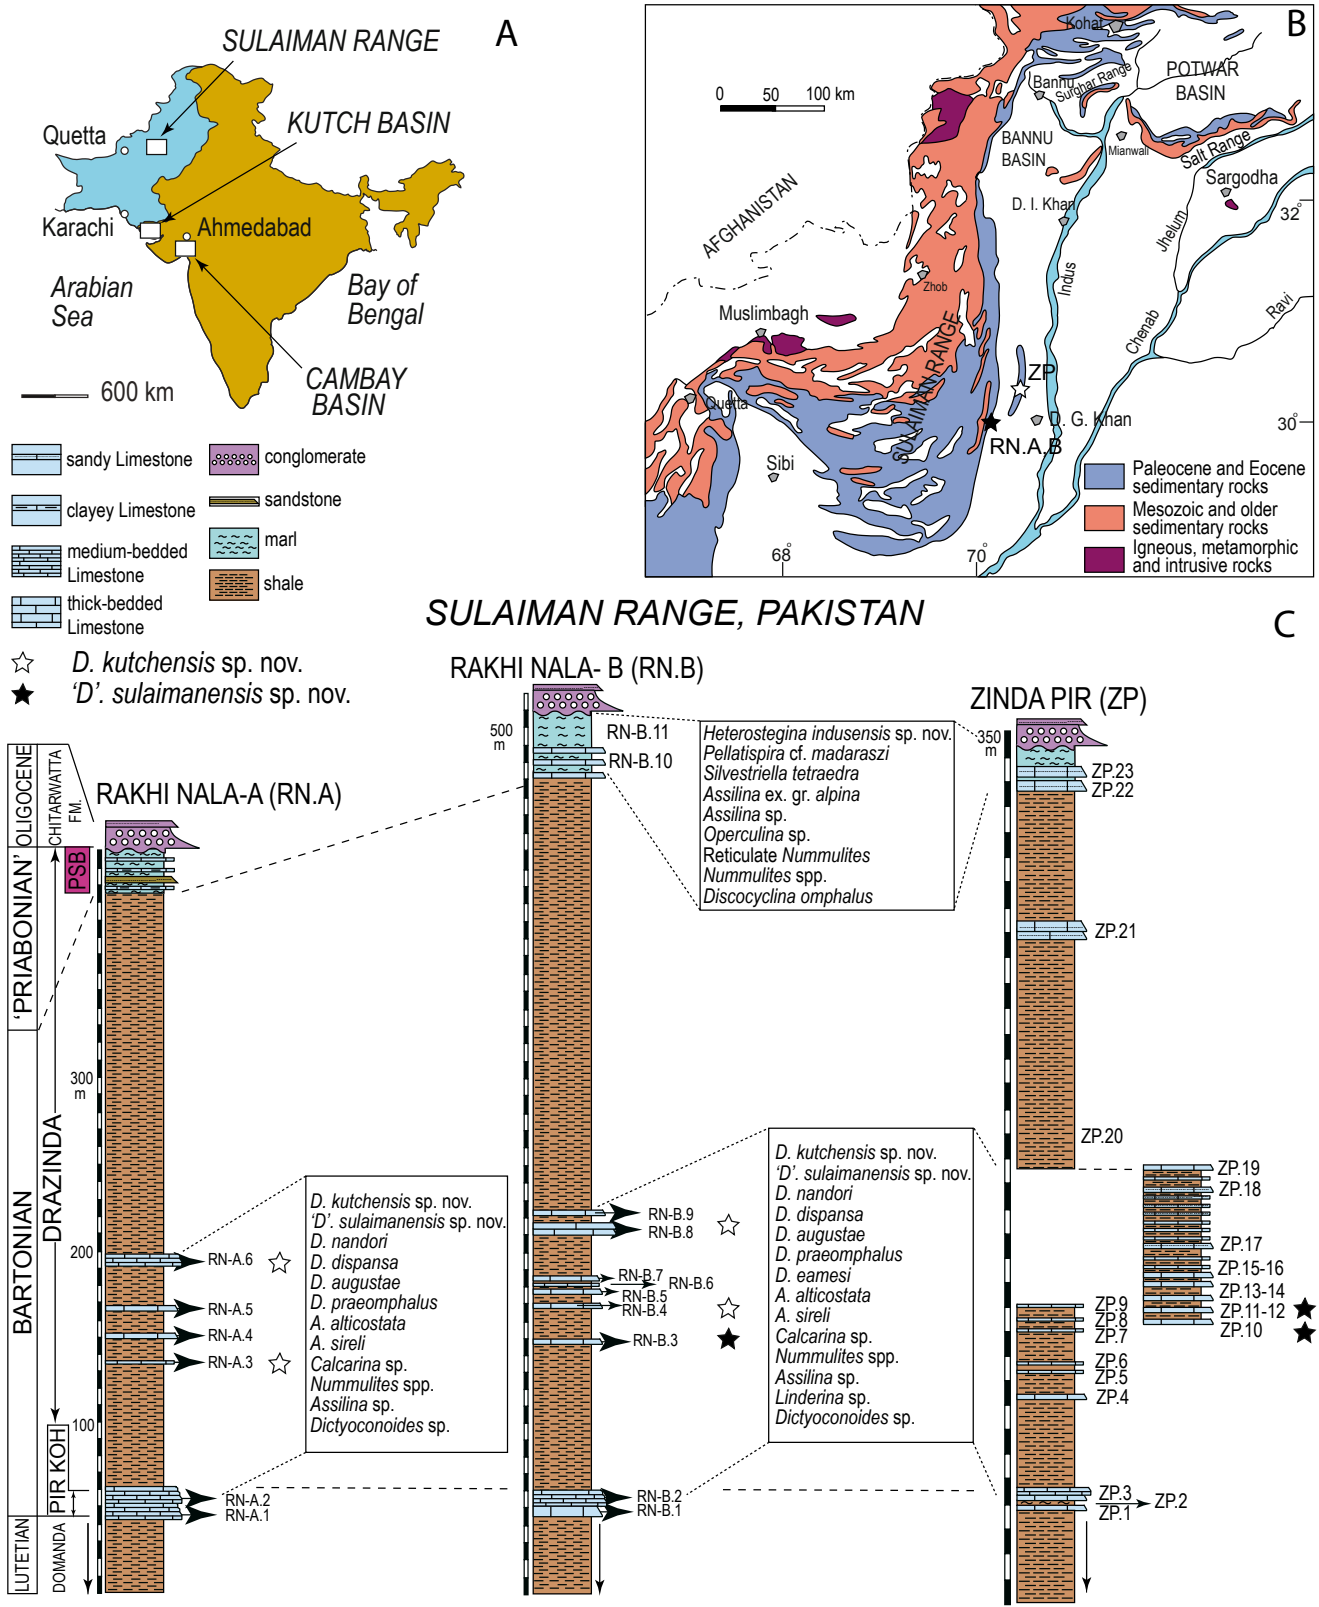 A
SULAIMAN RANGE
KUTCH BASIN
Quetta
Karachi
Ahmedabad
Arabian
Sea
Bay of
Bengal
CAMBAY
BASIN
600 km
sandy Limestone
clayey Limestone
medium-bedded
Limestone
thick-bedded
Limestone
conglomerate
sandstone
marl
shale
D. kutchensis sp. nov.
'D'. sulaimanensis sp. nov.
B
Kohat
Bannu
Surghar Range
POTWAR
BASIN
0 50 100 km
BANNU
BASIN
Mianwali
Salt Range
Sargodha
32°
D. I. Khan
AFGHANISTAN
Jhelum
Zhob
Indus
Muslimbagh
Chenab
Ravi
SULAIMAN RANGE
ZP
Quetta
D. G. Khan
30°
RN.A,B
Sibi
68°
70°
Paleocene and Eocene
sedimentary rocks
Mesozoic and older
sedimentary rocks
Igneous, metamorphic
and intrusive rocks
SULAIMAN RANGE, PAKISTAN
C
OLIGOCENE
'PRIABONIAN'
BARTONIAN
LUTETIAN
CHITARWATTA
FM.
DRAZINDA
PIR KOH
DOMANDA
PSB
RAKHI NALA-A (RN.A)
300
m
200
100
RN-A.6
RN-A.5
RN-A.4
RN-A.3
RN-A.2
RN-A.1
D. kutchensis sp. nov.
'D'. sulaimanensis sp. nov.
D. nandori
D. dispansa
D. augustae
D. praeomphalus
A. alticostata
A. sireli
Calcarina sp.
Nummulites spp.
Assilina sp.
Dictyoconoides sp.
RAKHI NALA- B (RN.B)
500
m
RN-B.11
RN-B.10
RN-B.9
RN-B.8
RN-B.7
RN-B.6
RN-B.5
RN-B.4
RN-B.3
RN-B.2
RN-B.1
Heterostegina indusensis sp. nov.
Pellatispira cf. madaraszi
Silvestriella tetraedra
Assilina ex. gr. alpina
Assilina sp.
Operculina sp.
Reticulate Nummulites
Nummulites spp.
Discocyclina omphalus
D. kutchensis sp. nov.
'D'. sulaimanensis sp. nov.
D. nandori
D. dispansa
D. augustae
D. praeomphalus
D. eamesi
A. alticostata
A. sireli
Calcarina sp.
Nummulites spp.
Assilina sp.
Linderina sp.
Dictyoconoides sp.
ZINDA PIR (ZP)
350
m
ZP.23
ZP.22
ZP.21
ZP.20
ZP.19
ZP.18
ZP.17
ZP.15-16
ZP.13-14
ZP.11-12
ZP.10
ZP.9
ZP.8
ZP.7
ZP.6
ZP.5
ZP.4
ZP.3
ZP.2
ZP.1